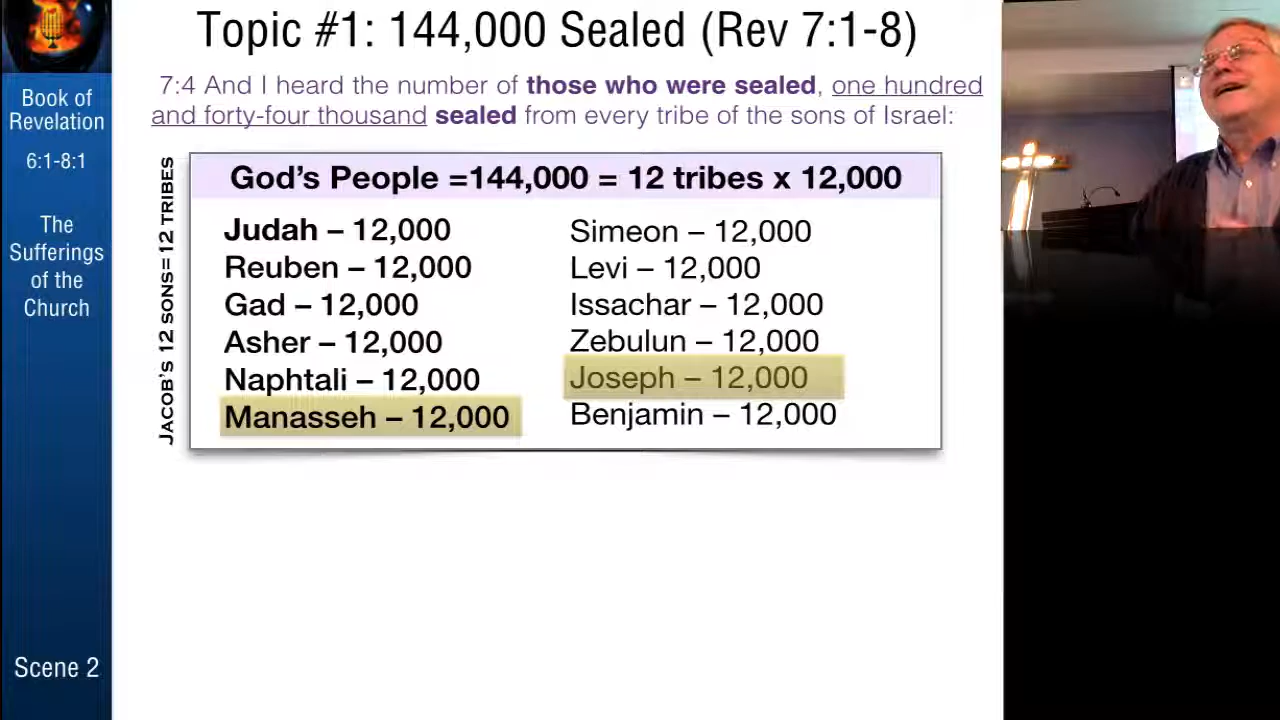 Topic #1: 144,000 Sealed (Rev 7:1-8)
7:4 And I heard the number of those who were sealed, one hundred
and forty-four thousand sealed from every tribe of the sons of Israel:
Book of
Revelation
6:1-8:1
The
Sufferings
of the
Church
Scene 2
JACOB'S 12 SONS= 12 TRIBES
God's People =144,000 = 12 tribes x 12,000
Judah – 12,000
Reuben – 12,000
Gad – 12,000
Asher – 12,000
Naphtali – 12,000
Manasseh – 12,000
Simeon – 12,000
Levi – 12,000
Issachar – 12,000
Zebulun – 12,000
Joseph – 12,000
Benjamin – 12,000